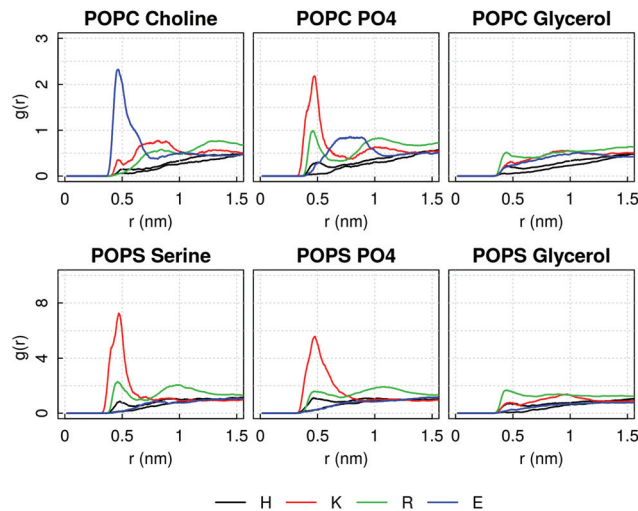 POPC Choline POPC PO4 POPC Glycerol
g(r)
3
2
1
0
0 0.5 1 1.5 0 0.5 1 1.5 0 0.5 1 1.5
r (nm) r (nm) r (nm)
POPS Serine POPS PO4 POPS Glycerol
g(r)
8
4
0
0 0.5 1 1.5 0 0.5 1 1.5 0 0.5 1 1.5
r (nm) r (nm) r (nm)
H K R E